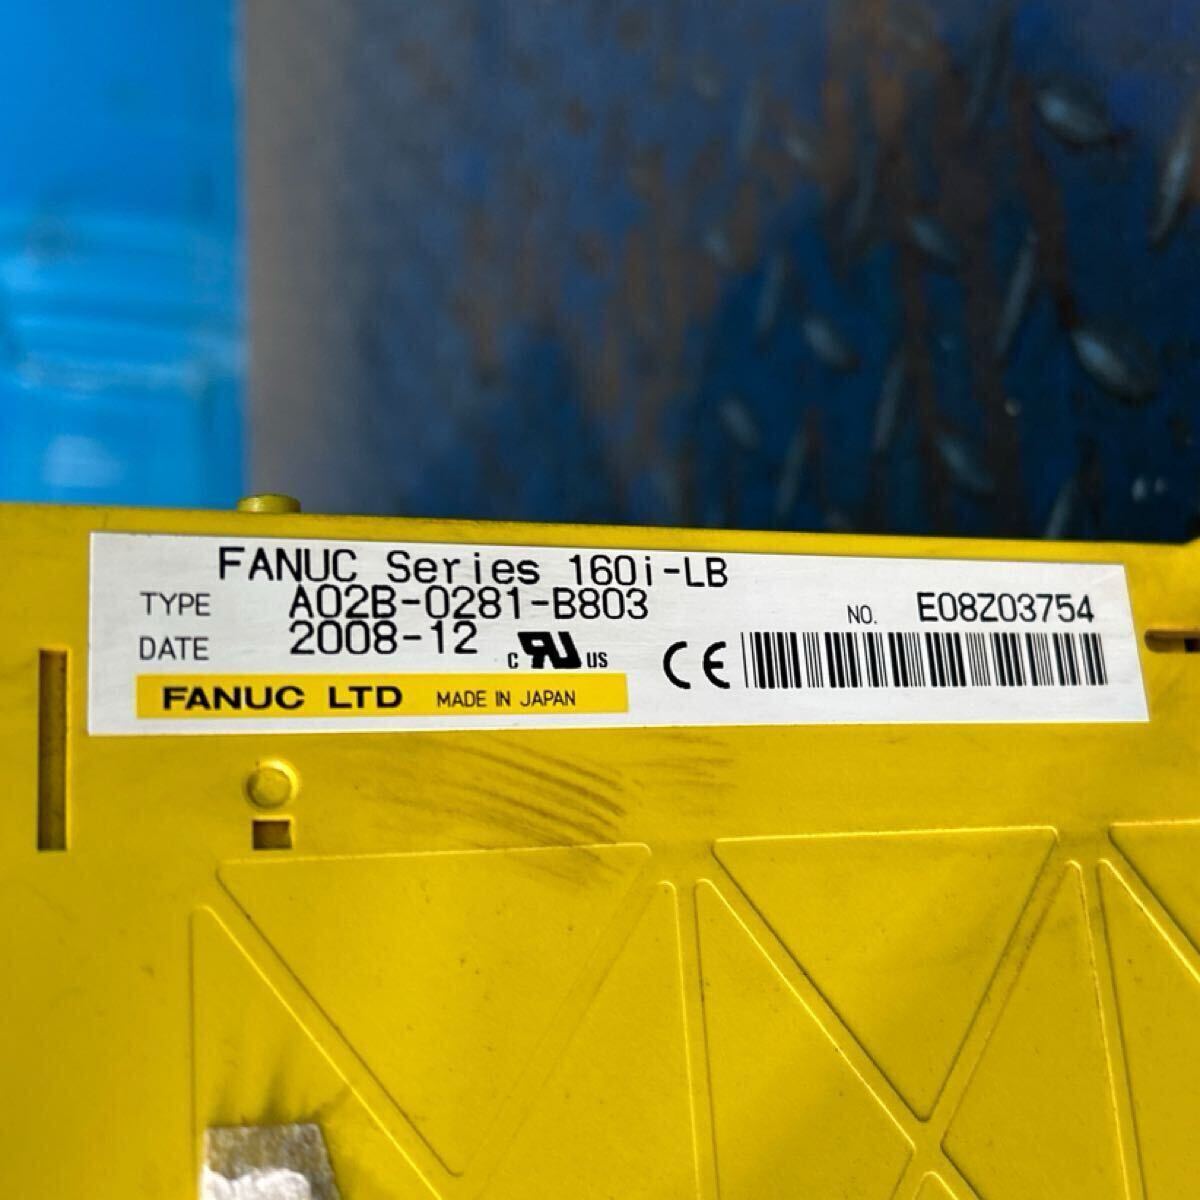 FANUC Series 160i-LB
TYPE A02B-0281-B803
NO. E08Z03754
DATE 2008-12
c RU US CE
FANUC LTD MADE IN JAPAN